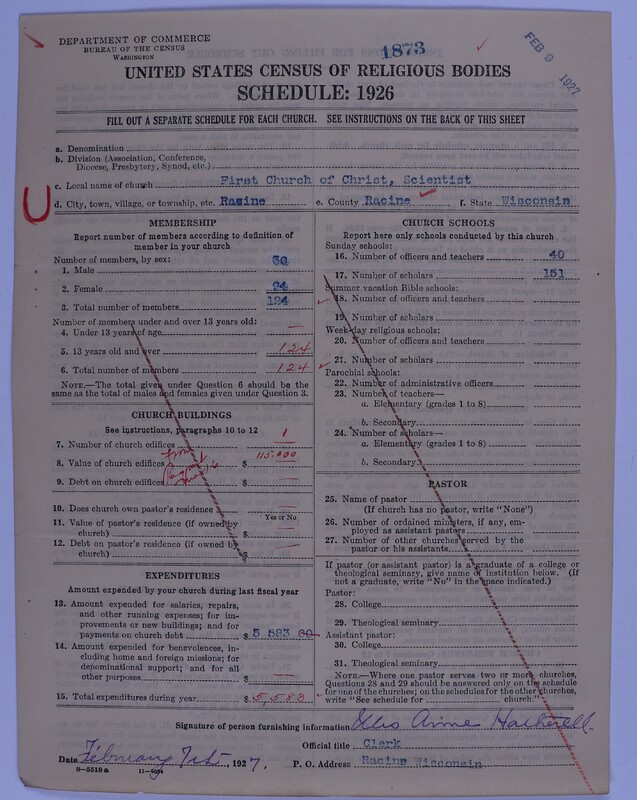 DEPARTMENT OF COMMERCE
BUREAU OF THE CENSUS
WASHINGTON
1873
FEB 9 1927
UNITED STATES CENSUS OF RELIGIOUS BODIES
SCHEDULE: 1926
FILL OUT A SEPARATE SCHEDULE FOR EACH CHURCH. SEE INSTRUCTIONS ON THE BACK OF THIS SHEET
a. Denomination
b. Division (Association, Conference, Diocese, Presbytery, Synod, etc.)
c. Local name of church First Church of Christ, Scientist
d. City, town, village, or township, etc. Racine e. County Racine f. State Wisconsin
MEMBERSHIP
Report number of members according to definition of member in your church
Number of members, by sex:
1. Male 30
2. Female 94
3. Total number of members 124
Number of members under and over 13 years old:
4. Under 13 years of age —
5. 13 years old and over 124
6. Total number of members 124
NOTE.—The total given under Question 6 should be the same as the total of males and females given under Question 3.
CHURCH BUILDINGS
See instructions, paragraphs 10 to 12
7. Number of church edifices 1
8. Value of church edifices $ 115.000
9. Debt on church edifices $ —
10. Does church own pastor's residence —
Yes or No
11. Value of pastor's residence (if owned by church) $ —
12. Debt on pastor's residence (if owned by church) $ —
EXPENDITURES
Amount expended by your church during last fiscal year
13. Amount expended for salaries, repairs, and other running expenses; for improvements or new buildings; and for payments on church debt $ 5 583 80
14. Amount expended for benevolences, including home and foreign missions; for denominational support; and for all other purposes $ —
15. Total expenditures during year $ 5,583
CHURCH SCHOOLS
Report here only schools conducted by this church
Sunday schools:
16. Number of officers and teachers 40
17. Number of scholars 151
Summer vacation Bible schools:
18. Number of officers and teachers
19. Number of scholars
Week-day religious schools:
20. Number of officers and teachers
21. Number of scholars
Parochial schools:
22. Number of administrative officers
23. Number of teachers—
a. Elementary (grades 1 to 8)
b. Secondary
24. Number of scholars—
a. Elementary (grades 1 to 8)
b. Secondary
PASTOR
25. Name of pastor
(If church has no pastor, write "None")
26. Number of ordained ministers, if any, employed as assistant pastors
27. Number of other churches served by the pastor or his assistants
If pastor (or assistant pastor) is a graduate of a college or theological seminary, give name of institution below. (If not a graduate, write "No" in the space indicated.)
Pastor:
28. College
29. Theological seminary
Assistant pastor:
30. College
31. Theological seminary
NOTE.—Where one pastor serves two or more churches, Questions 28 and 29 should be answered only on the schedule for one of the churches; on the schedules for the other churches, write "See schedule for church."
Signature of person furnishing information
Official title Clerk
Date February 7th, 1927. P. O. Address Racine Wisconsin
8—5518 a